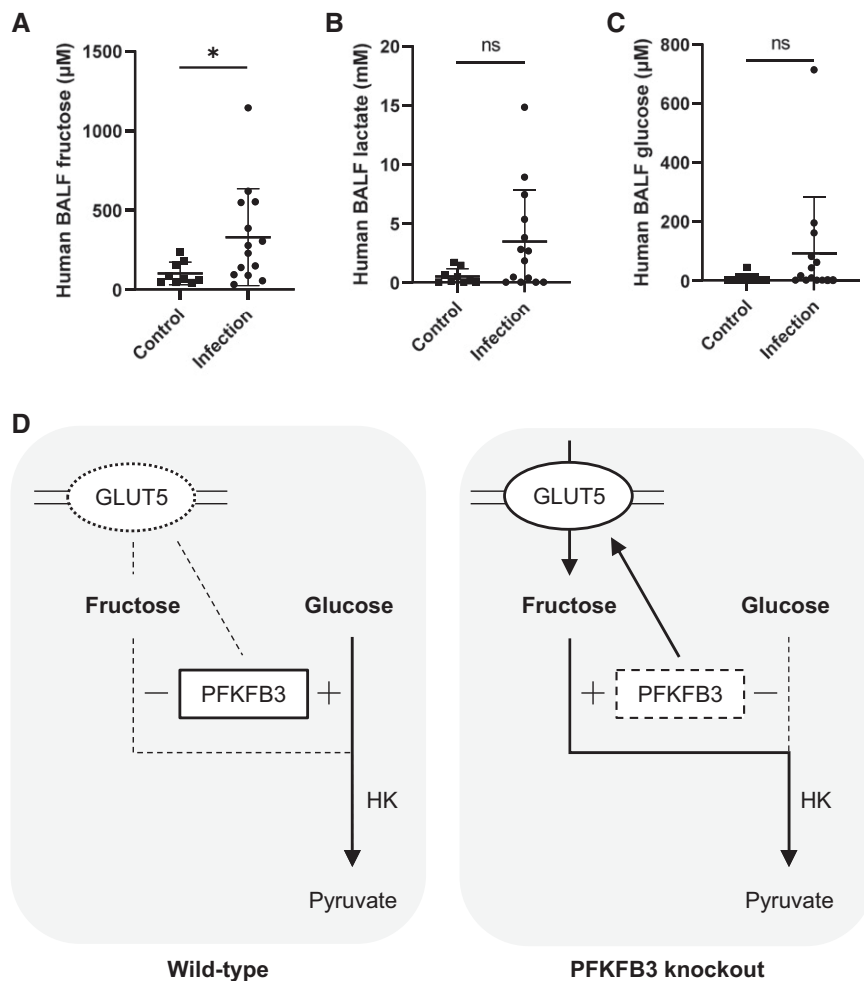 A
Human BALF fructose (µM)
1500
1000
500
0
*
Control
Infection
B
Human BALF lactate (mM)
20
15
10
5
0
ns
Control
Infection
C
Human BALF glucose (µM)
800
600
400
200
0
ns
Control
Infection
D
GLUT5
Fructose
Glucose
− PFKFB3 +
HK
Pyruvate
Wild-type
GLUT5
Fructose
Glucose
+ PFKFB3 −
HK
Pyruvate
PFKFB3 knockout